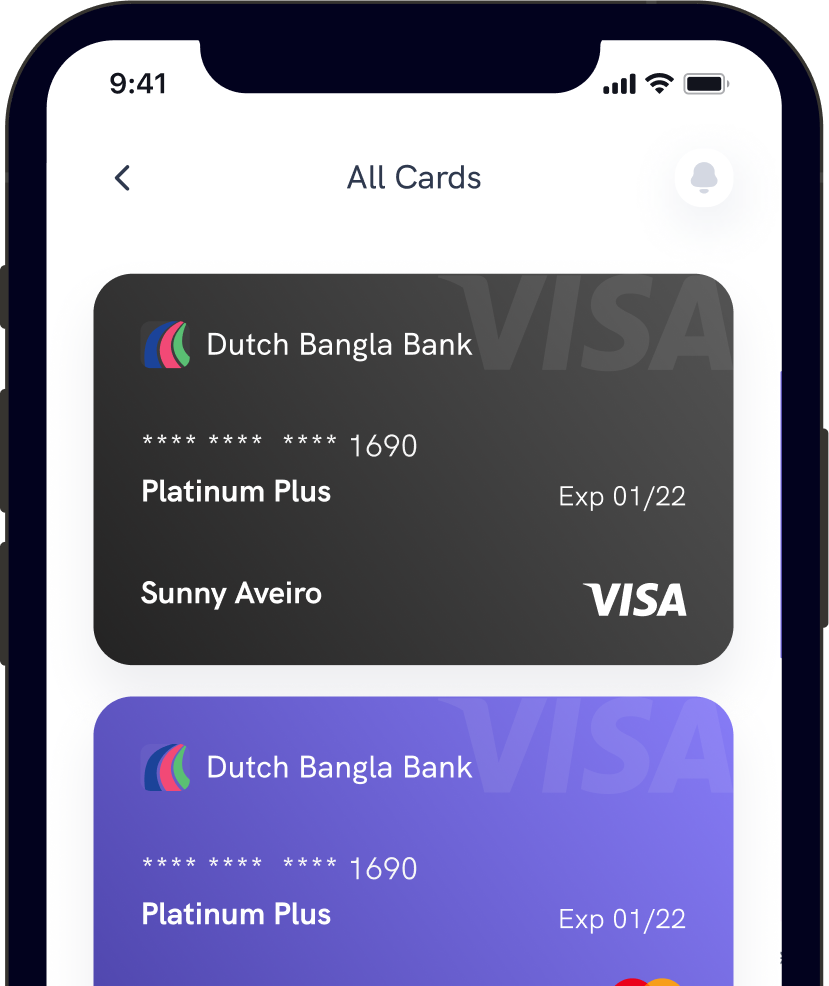 9:41
All Cards
VISA
Dutch Bangla Bank
**** **** **** 1690
Platinum Plus
Exp 01/22
Sunny Aveiro
VISA
VISA
Dutch Bangla Bank
**** **** **** 1690
Platinum Plus
Exp 01/22